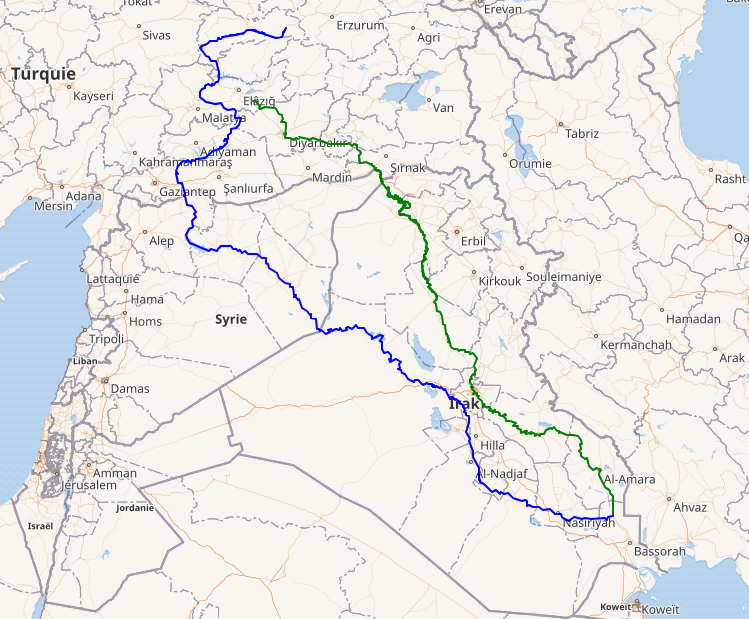 Tokat
Erevan
Erzurum
Sivas
Agri
Turquie
Kayseri
Elâzığ
Van
Malatya
Tabriz
Diyarbakır
Adıyaman
Kahramanmaraş
Orumie
Şırnak
Mardin
Rasht
Şanlıurfa
Gaziantep
Adana
Mersin
Alep
Erbil
Lattaquié
Kirkouk
Souleimaniye
Hama
Homs
Syrie
Hamadan
Tripoli
Kermanchah
Liban
Arak
Damas
Irak
Hilla
Amman
Al-Nadjaf
Al-Amara
Jérusalem
Jordanie
Ahvaz
Israël
Nasiriyah
Bassorah
Koweït
Koweït